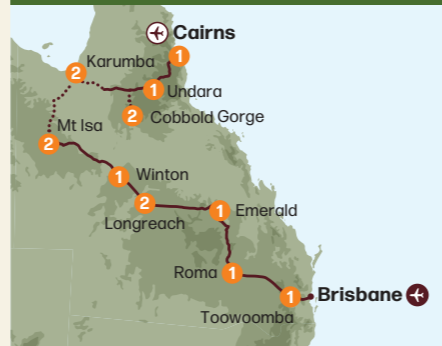 Cairns
1
Karumba
2
1
Undara
2
Cobbold Gorge
Mt Isa
2
1
Winton
2
Longreach
1
Emerald
Roma
1
1
Brisbane
Toowoomba